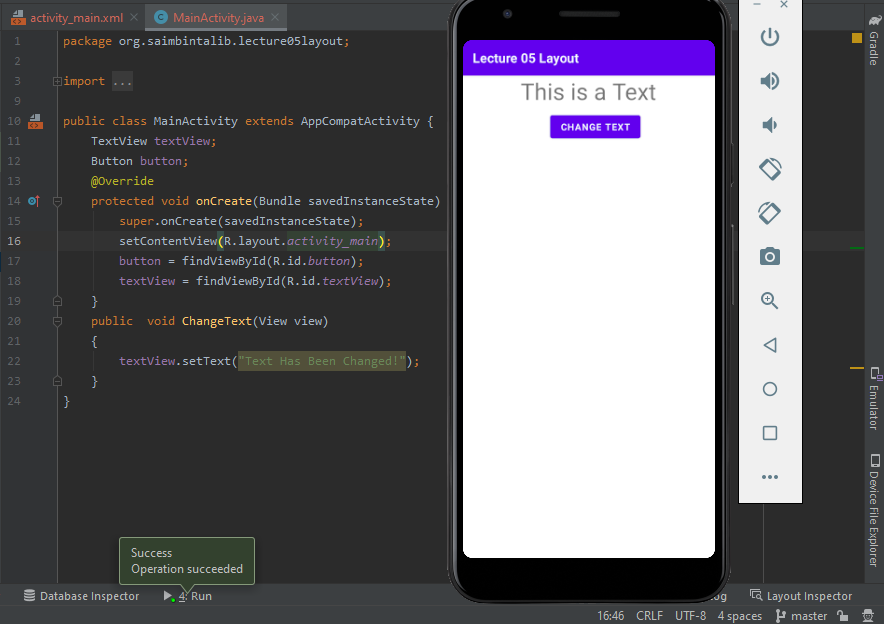 activity_main.xml
MainActivity.java
1 package org.saimbintalib.lecture05layout;
2
3 import ...
9
10 public class MainActivity extends AppCompatActivity {
11 TextView textView;
12 Button button;
13 @Override
14 protected void onCreate(Bundle savedInstanceState)
15 super.onCreate(savedInstanceState);
16 setContentView(R.layout.activity_main);
17 button = findViewById(R.id.button);
18 textView = findViewById(R.id.textView);
19 }
20 public void ChangeText(View view)
21 {
22 textView.setText("Text Has Been Changed!");
23 }
24 }
Lecture 05 Layout
This is a Text
CHANGE TEXT
Gradle
Emulator
Device File Explorer
Success
Operation succeeded
Database Inspector
4: Run
Layout Inspector
16:46 CRLF UTF-8 4 spaces master